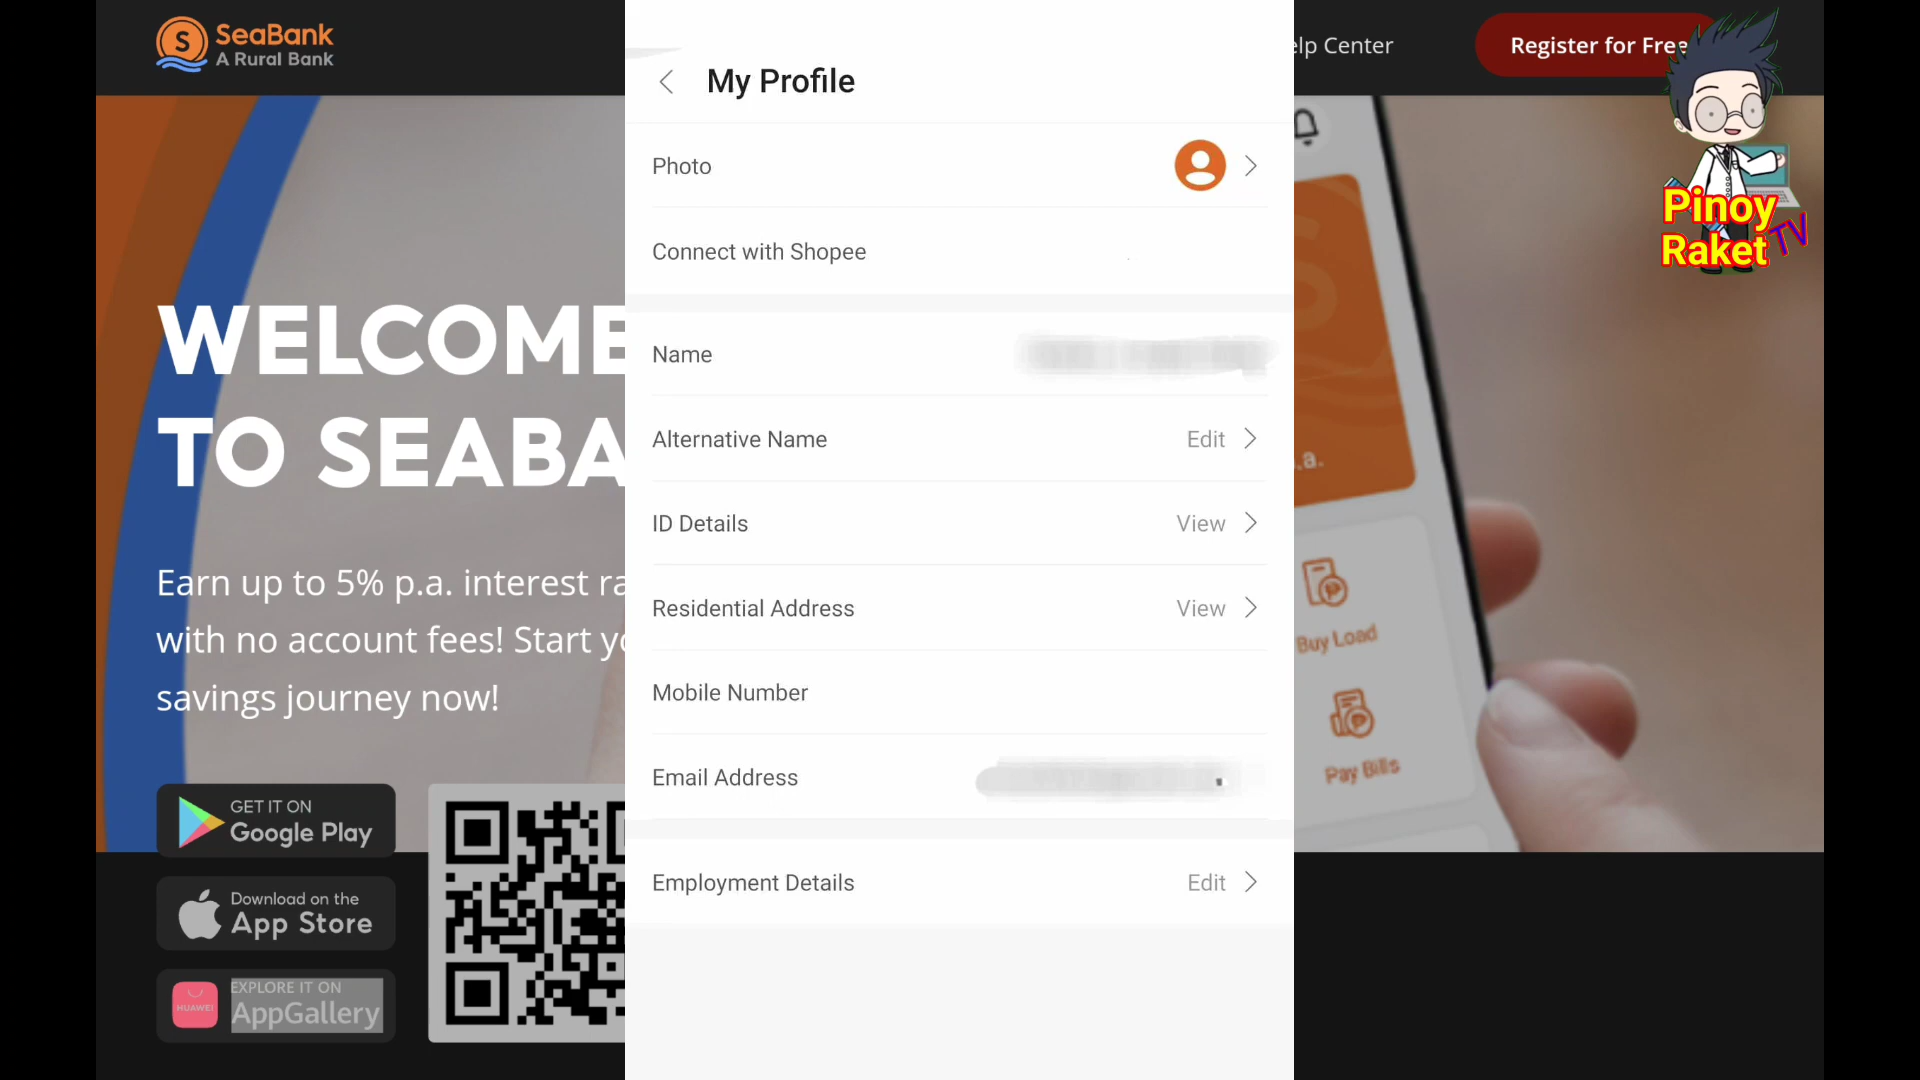 SeaBank
A Rural Bank
My Profile
elp Center
Register for Free
Photo
Connect with Shopee
Pinoy
Raket TV
Name
Alternative Name
Edit
ID Details
View
Residential Address
View
Mobile Number
Email Address
Employment Details
Edit
WELCOME
TO SEABA
Earn up to 5% p.a. interest ra
with no account fees! Start yo
savings journey now!
GET IT ON
Google Play
Download on the
App Store
HUAWEI
EXPLORE IT ON
AppGallery
.a.
Buy Load
Pay Bills